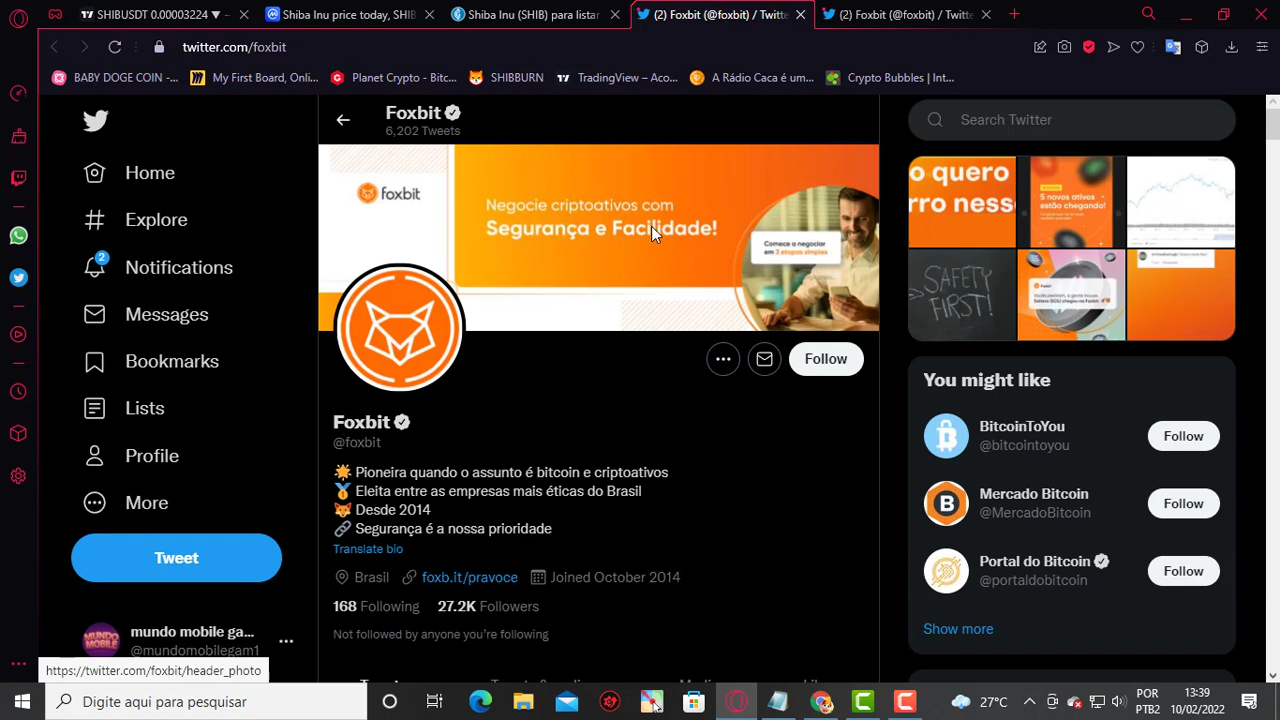 SHIBUSDT 0.00003224 ▼ −
Shiba Inu price today, SHIB
Shiba Inu (SHIB) para listar
(2) Foxbit (@foxbit) / Twitte
(2) Foxbit (@foxbit) / Twitte
twitter.com/foxbit
BABY DOGE COIN -...
My First Board, Onli...
Planet Crypto - Bitc...
SHIBBURN
TradingView – Aco...
A Rádio Caca é um...
Crypto Bubbles | Int...
Foxbit
6,202 Tweets
Search Twitter
Home
Explore
2
Notifications
Messages
Bookmarks
Lists
Profile
More
Tweet
mundo mobile ga...
@mundomobilegam1
MUNDO
MOBILE
https://twitter.com/foxbit/header_photo
foxbit
Negocie criptoativos com
Segurança e Facilidade!
Comece a negociar
em 3 etapas simples
Follow
Foxbit
@foxbit
Pioneira quando o assunto é bitcoin e criptoativos
Eleita entre as empresas mais éticas do Brasil
Desde 2014
Segurança é a nossa prioridade
Translate bio
Brasil
foxb.it/pravoce
Joined October 2014
168 Following
27.2K Followers
Not followed by anyone you're following
o quero
rro ness
5 novos ativos
estão chegando!
SAFETY
FIRST!
You might like
BitcoinToYou
@bitcointoyou
Follow
Mercado Bitcoin
@MercadoBitcoin
Follow
Portal do Bitcoin
@portaldobitcoin
Follow
Show more
Digite aqui para pesquisar
27°C
POR
PTB2
13:39
10/02/2022